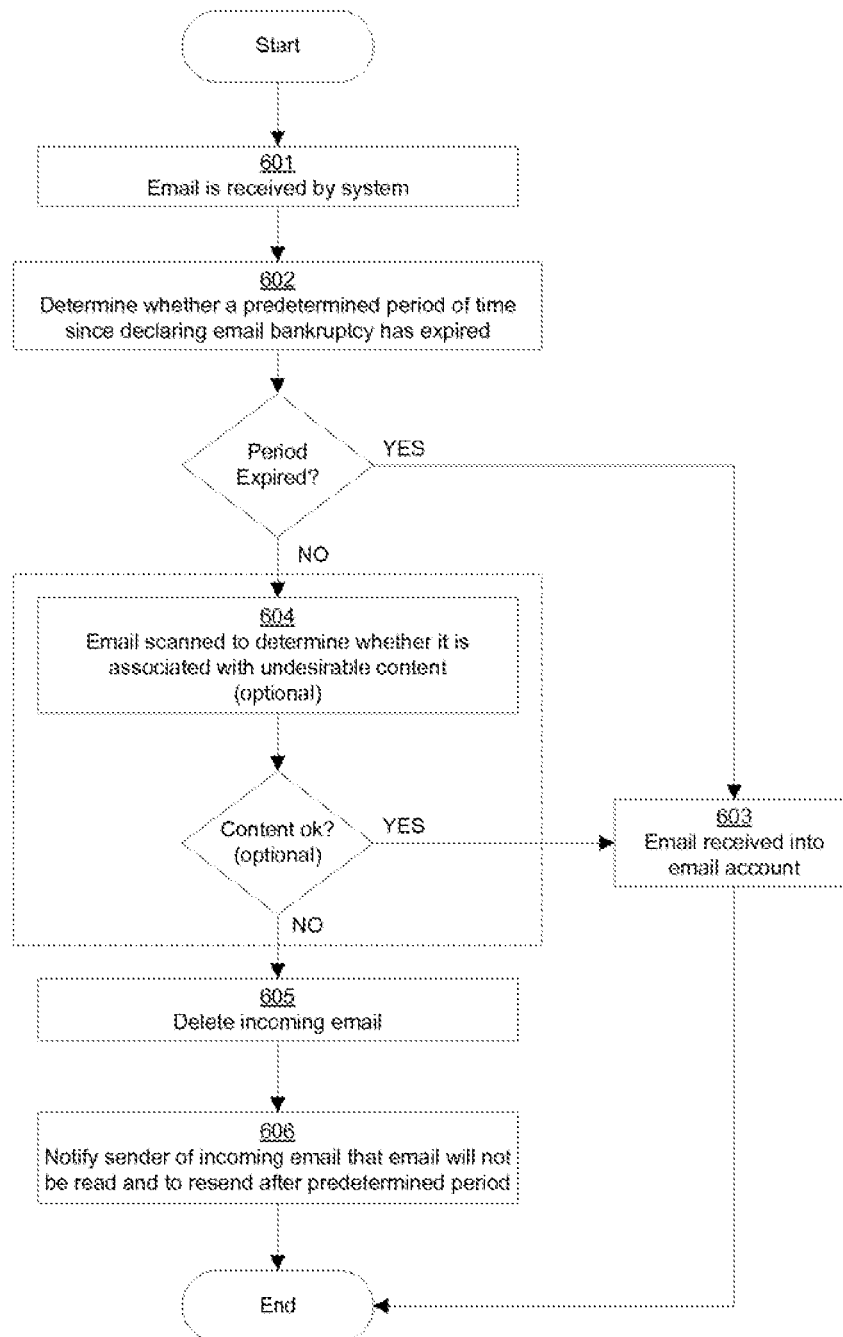 Start
601
Email is received by system
602
Determine whether a predetermined period of time
since declaring email bankruptcy has expired
Period
Expired?
YES
NO
604
Email scanned to determine whether it is
associated with undesirable content
(optional)
Content ok?
(optional)
YES
603
Email received into
email account
NO
605
Delete incoming email
606
Notify sender of incoming email that email will not
be read and to resend after predetermined period
End